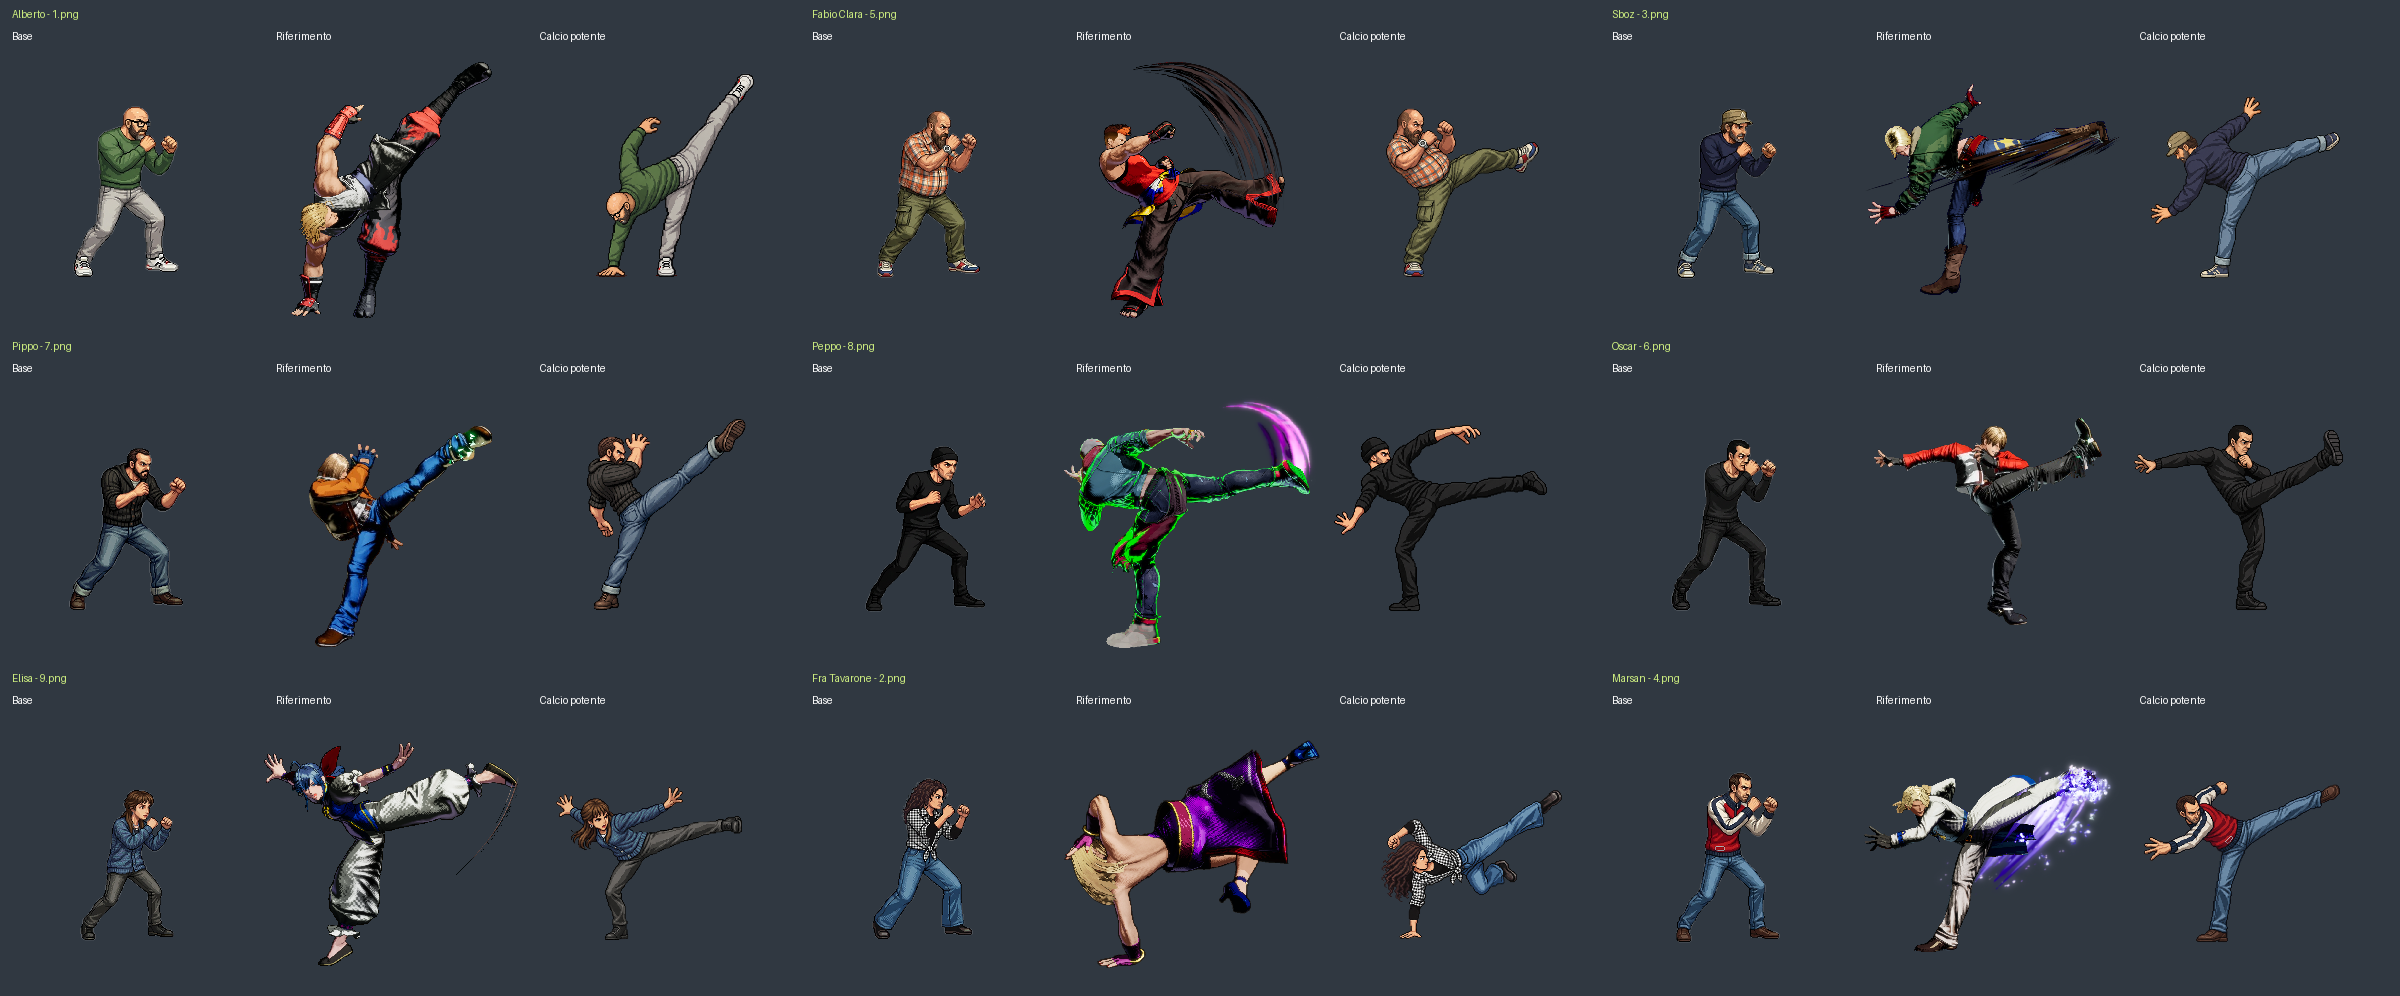 Alberto - 1.png
Base
Riferimento
Calcio potente
Fabio Clara - 5.png
Base
Riferimento
Calcio potente
Sboz - 3.png
Base
Riferimento
Calcio potente
Pippo - 7.png
Base
Riferimento
Calcio potente
Peppo - 8.png
Base
Riferimento
Calcio potente
Oscar - 6.png
Base
Riferimento
Calcio potente
Elisa - 9.png
Base
Riferimento
Calcio potente
Fra Tavarone - 2.png
Base
Riferimento
Calcio potente
Marsan - 4.png
Base
Riferimento
Calcio potente